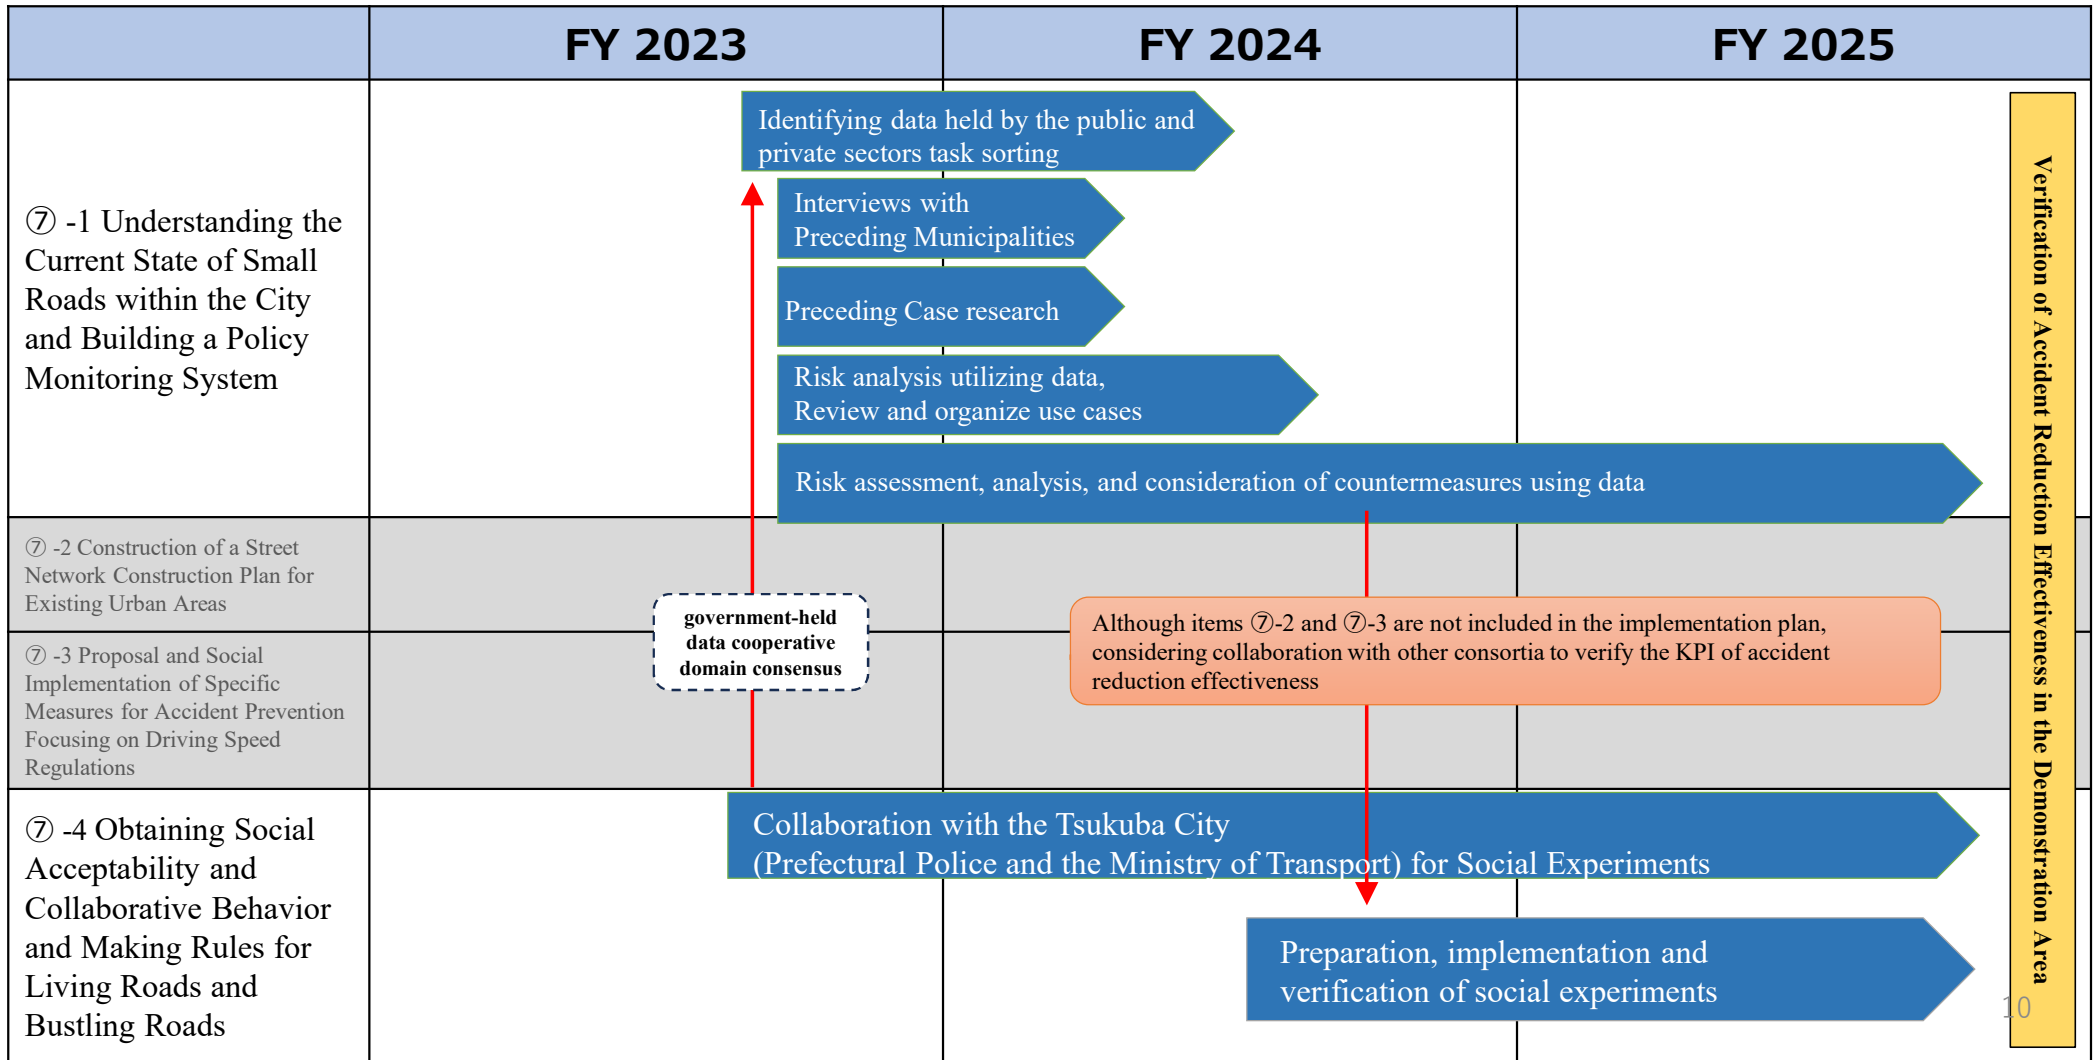 FY 2023
FY 2024
FY 2025
⑦ -1 Understanding the
Current State of Small
Roads within the City
and Building a Policy
Monitoring System
Identifying data held by the public and
private sectors task sorting
Interviews with
Preceding Municipalities
Preceding Case research
Risk analysis utilizing data,
Review and organize use cases
Risk assessment, analysis, and consideration of countermeasures using data
⑦ -2 Construction of a Street
Network Construction Plan for
Existing Urban Areas
⑦ -3 Proposal and Social
Implementation of Specific
Measures for Accident Prevention
Focusing on Driving Speed
Regulations
government-held
data cooperative
domain consensus
Although items ⑦-2 and ⑦-3 are not included in the implementation plan,
considering collaboration with other consortia to verify the KPI of accident
reduction effectiveness
⑦ -4 Obtaining Social
Acceptability and
Collaborative Behavior
and Making Rules for
Living Roads and
Bustling Roads
Collaboration with the Tsukuba City
(Prefectural Police and the Ministry of Transport) for Social Experiments
Preparation, implementation and
verification of social experiments
Verification of Accident Reduction Effectiveness in the Demonstration Area
10